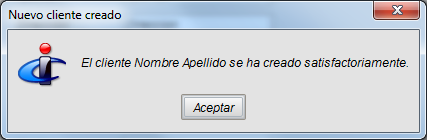 Nuevo cliente creado
El cliente Nombre Apellido se ha creado satisfactoriamente.
Aceptar